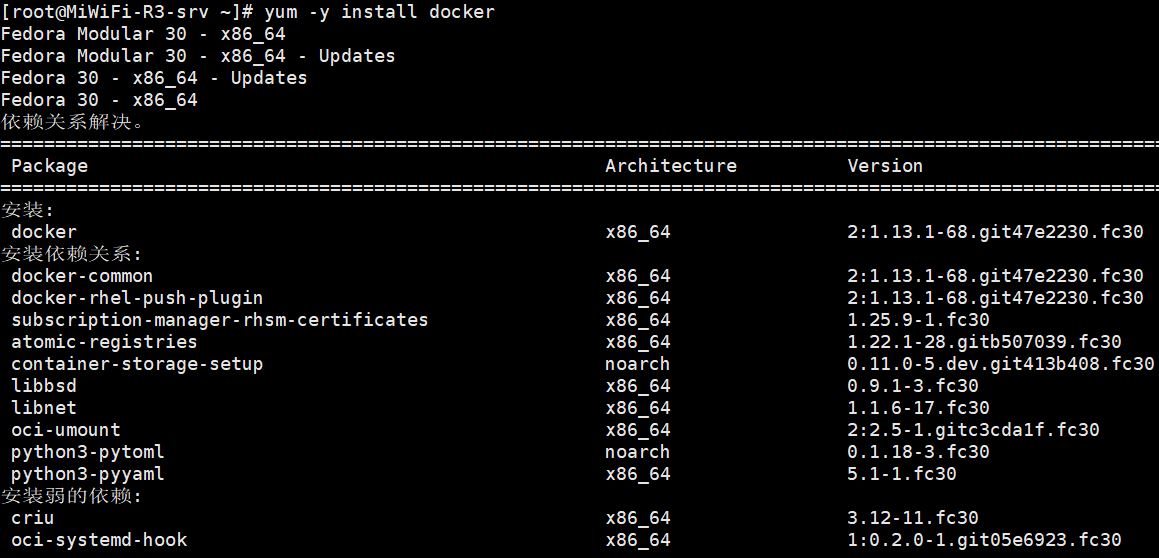 [root@MiWiFi-R3-srv ~]# yum -y install docker
Fedora Modular 30 - x86_64
Fedora Modular 30 - x86_64 - Updates
Fedora 30 - x86_64 - Updates
Fedora 30 - x86_64
依赖关系解决。
================================================================================================================
Package Architecture Version
================================================================================================================
安装:
docker x86_64 2:1.13.1-68.git47e2230.fc30
安装依赖关系:
docker-common x86_64 2:1.13.1-68.git47e2230.fc30
docker-rhel-push-plugin x86_64 2:1.13.1-68.git47e2230.fc30
subscription-manager-rhsm-certificates x86_64 1.25.9-1.fc30
atomic-registries x86_64 1.22.1-28.gitb507039.fc30
container-storage-setup noarch 0.11.0-5.dev.git413b408.fc30
libbsd x86_64 0.9.1-3.fc30
libnet x86_64 1.1.6-17.fc30
oci-umount x86_64 2:2.5-1.gitc3cda1f.fc30
python3-pytoml noarch 0.1.18-3.fc30
python3-pyyaml x86_64 5.1-1.fc30
安装弱的依赖:
criu x86_64 3.12-11.fc30
oci-systemd-hook x86_64 1:0.2.0-1.git05e6923.fc30